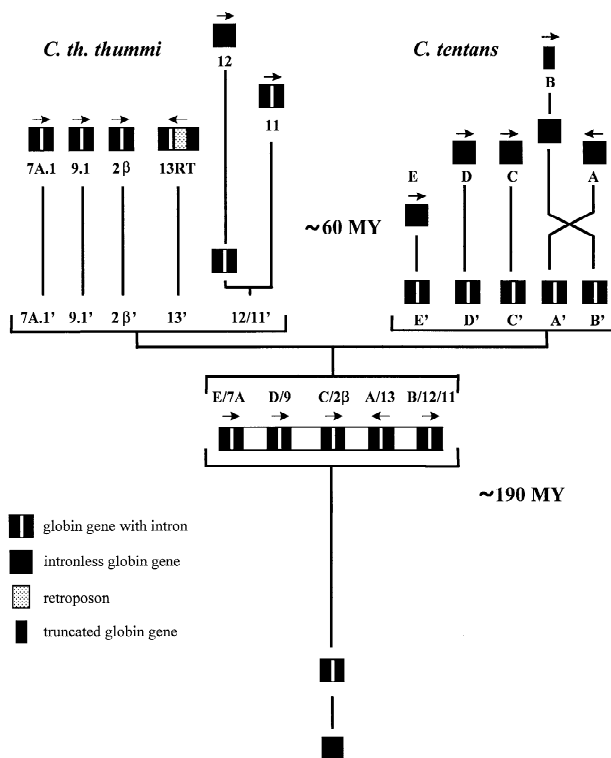 C. th. thummi
12
C. tentans
B
11
7A.1 9.1 2β 13RT
E D C A
~60 MY
7A.1' 9.1' 2β' 13' 12/11'
E' D' C' A' B'
E/7A D/9 C/2β A/13 B/12/11
~190 MY
globin gene with intron
intronless globin gene
retroposon
truncated globin gene